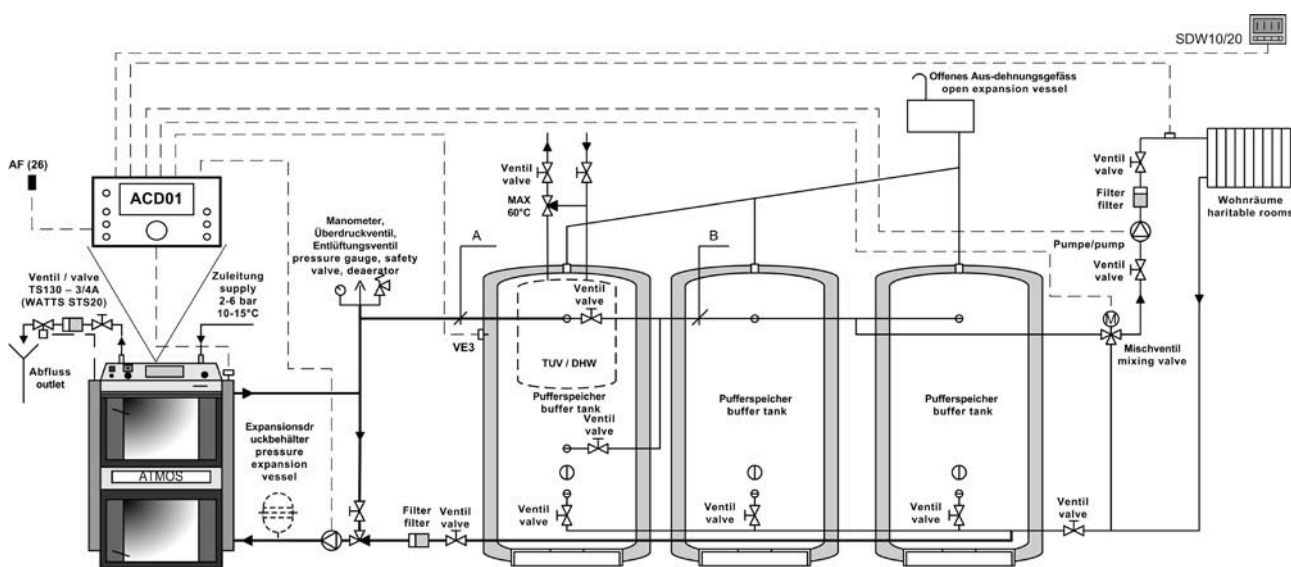 SDW10/20
Offenes Aus-dehnungsgefäss
open expansion vessel
AF (26)
ACD01
Ventil
valve
MAX
60°C
Ventil
valve
Filter
filter
Wohnräume
haritable rooms
Pumpe/pump
Ventil
valve
Manometer,
Überdruckventil,
Entlüftungsventil
pressure gauge, safety
valve, deaerator
A
B
Ventil / valve
TS130 – 3/4A
(WATTS STS20)
Zuleitung
supply
2-6 bar
10-15°C
Ventil
valve
M
VE3
TUV / DHW
Mischventil
mixing valve
Abfluss
outlet
Pufferspeicher
buffer tank
Pufferspeicher
buffer tank
Pufferspeicher
buffer tank
Ventil
valve
Expansionsdr
uckbehälter
pressure
expansion
vessel
ATMOS
Filter
filter
Ventil
valve
Ventil
valve
Ventil
valve
Ventil
valve
Ventil
valve